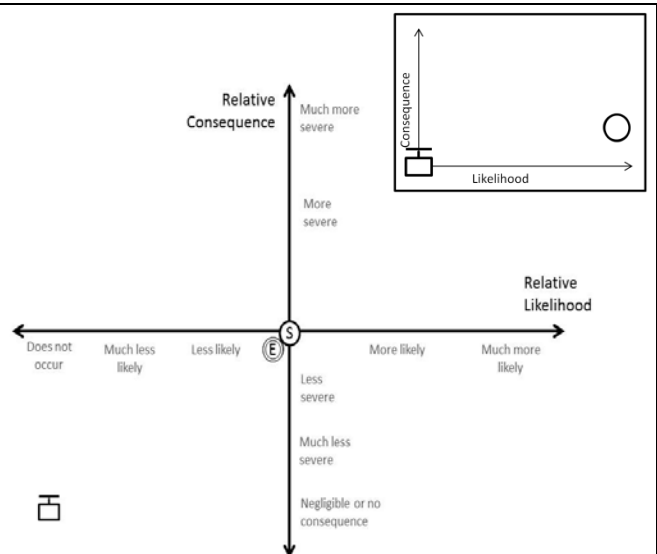 Relative
Consequence
Much more
severe
More
severe
Consequence
Likelihood
Relative
Likelihood
S
E
Does not
occur
Much less
likely
Less likely
More likely
Much more
likely
Less
severe
Much less
severe
Negligible or no
consequence